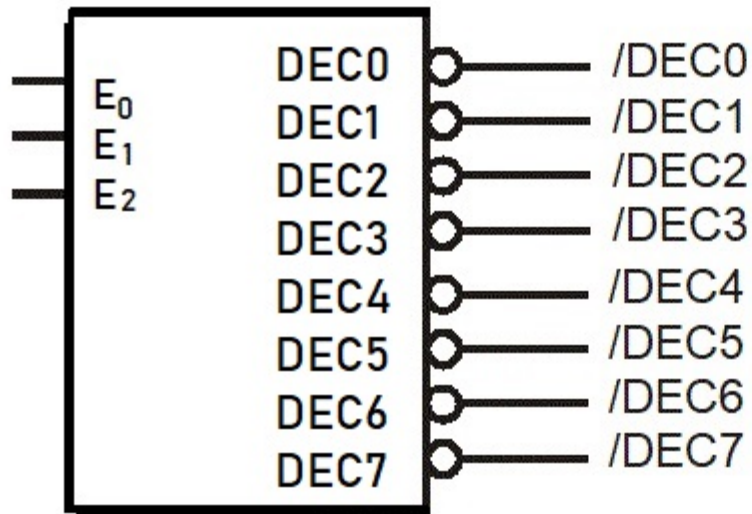 E₀
E₁
E₂
DEC0 /DEC0
DEC1 /DEC1
DEC2 /DEC2
DEC3 /DEC3
DEC4 /DEC4
DEC5 /DEC5
DEC6 /DEC6
DEC7 /DEC7